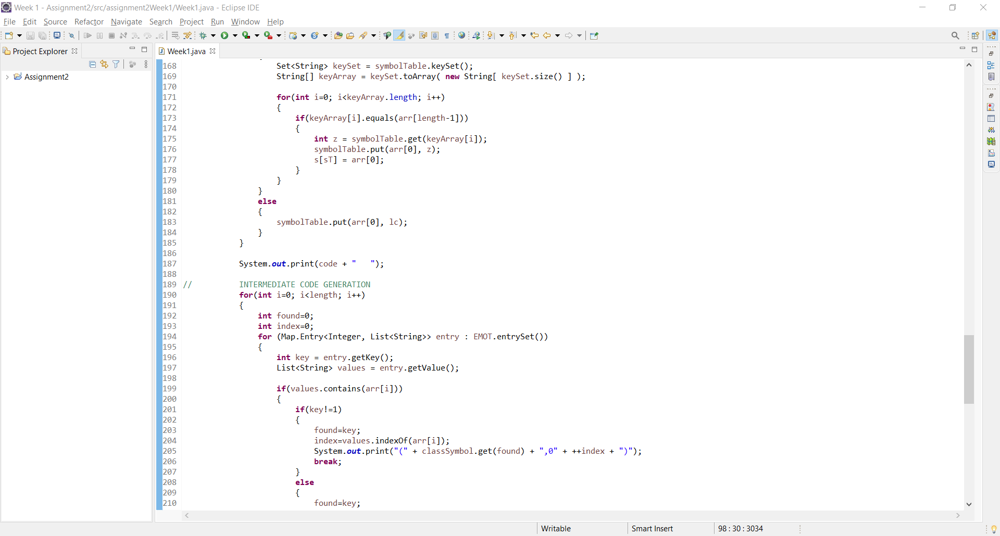 Week 1 - Assignment2/src/assignment2Week1/Week1.java - Eclipse IDE
File Edit Source Refactor Navigate Search Project Run Window Help
Project Explorer
Week1.java
Assignment2
168 Set<String> keySet = symbolTable.keySet();
169 String[] keyArray = keySet.toArray( new String[ keySet.size() ] );
170
171 for(int i=0; i<keyArray.length; i++)
172 {
173 if(keyArray[i].equals(arr[length-1]))
174 {
175 int z = symbolTable.get(keyArray[i]);
176 symbolTable.put(arr[0], z);
177 s[sT] = arr[0];
178 }
179 }
180 }
181 else
182 {
183 symbolTable.put(arr[0], lc);
184 }
185 }
186
187 System.out.print(code + "   ");
188
189 // INTERMEDIATE CODE GENERATION
190 for(int i=0; i<length; i++)
191 {
192 int found=0;
193 int index=0;
194 for (Map.Entry<Integer, List<String>> entry : EMOT.entrySet())
195 {
196 int key = entry.getKey();
197 List<String> values = entry.getValue();
198
199 if(values.contains(arr[i]))
200 {
201 if(key!=1)
202 {
203 found=key;
204 index=values.indexOf(arr[i]);
205 System.out.print("(" + classSymbol.get(found) + ",0" + ++index + ")");
206 break;
207 }
208 else
209 {
210 found=key;
Writable Smart Insert 98 : 30 : 3034